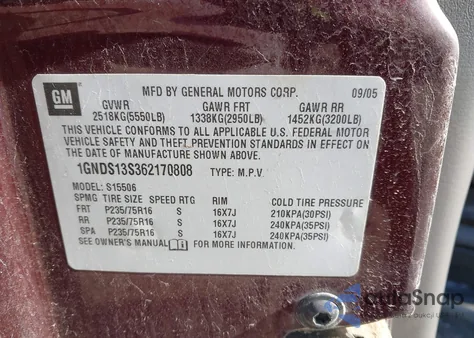 GM
MFD BY GENERAL MOTORS CORP. 09/05
GVWR GAWR FRT GAWR RR
2518KG(5550LB) 1338KG(2950LB) 1452KG(3200LB)
THIS VEHICLE CONFORMS TO ALL APPLICABLE U.S. FEDERAL MOTOR
VEHICLE SAFETY AND THEFT PREVENTION STANDARDS IN EFFECT ON
THE DATE OF MANUFACTURE SHOWN ABOVE.
1GNDS13S362170808 TYPE: M.P.V.
MODEL: S15506
SPMG TIRE SIZE SPEED RTG RIM COLD TIRE PRESSURE
FRT P235/75R16 S 16X7J 210KPA(30PSI)
RR P235/75R16 S 16X7J 240KPA(35PSI)
SPA P235/75R16 S 16X7J 240KPA(35PSI)
SEE OWNER'S MANUAL FOR MORE INFORMATION.